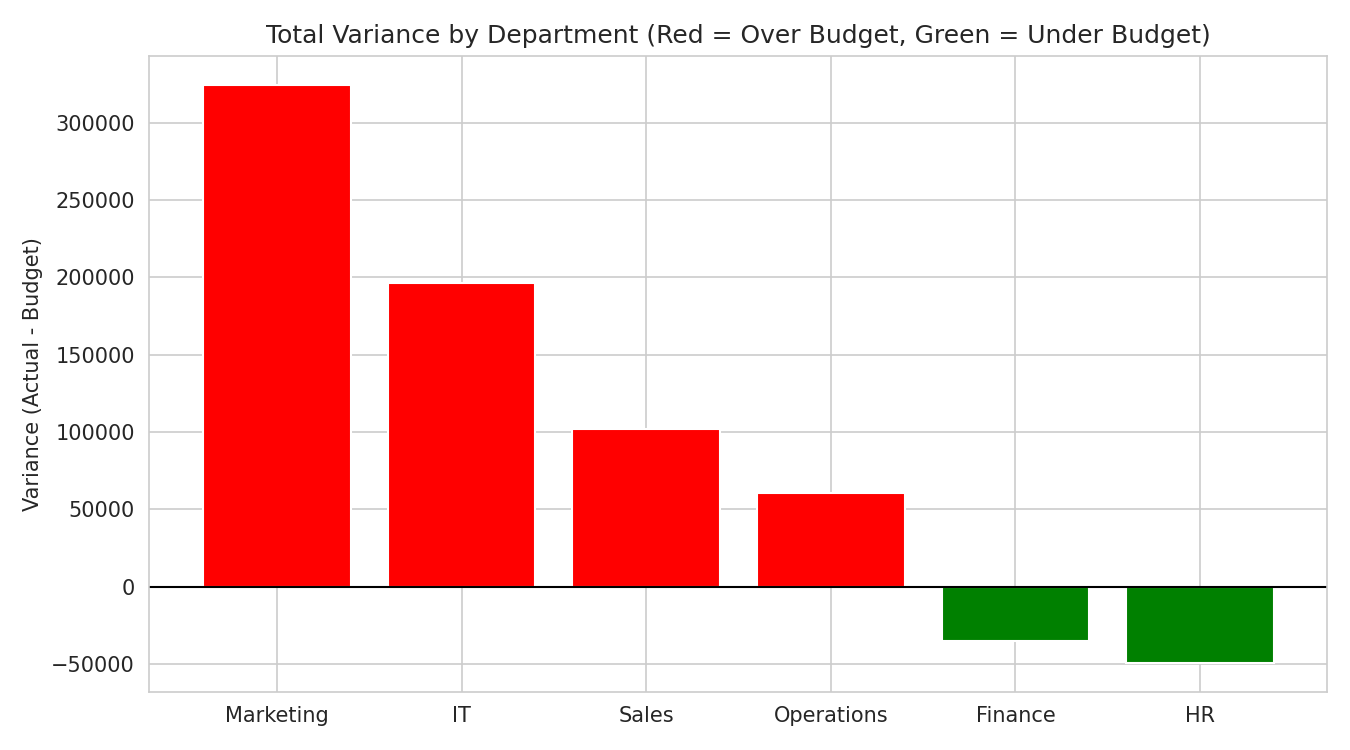 Total Variance by Department (Red = Over Budget, Green = Under Budget)
Variance (Actual - Budget)
300000
250000
200000
150000
100000
50000
0
−50000
Marketing
IT
Sales
Operations
Finance
HR